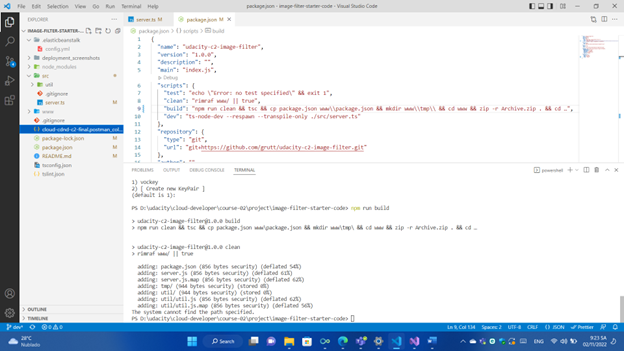 File Edit Selection View Go Run Terminal Help
package.json - image-filter-starter-code - Visual Studio Code
EXPLORER
server.ts M
package.json M
IMAGE-FILTER-STARTER-...
package.json > {} scripts > build
.elasticbeanstalk
config.yml
deployment_screenshots
node_modules
src
util
.gitignore
server.ts M
www
.gitignore
cloud-cdnd-c2-final.postman_col...
package-lock.json M
package.json M
README.md M
tsconfig.json
tslint.json
OUTLINE
TIMELINE
1 {
2 "name": "udacity-c2-image-filter",
3 "version": "1.0.0",
4 "description": "",
5 "main": "index.js",
Debug
6 "scripts": {
7 "test": "echo \"Error: no test specified\" && exit 1",
8 "clean": "rimraf www/ || true",
9 "build": "npm run clean && tsc && cp package.json www\\package.json && mkdir www\\tmp\\ && cd www && zip -r Archive.zip . && cd …",
10 "dev": "ts-node-dev --respawn --transpile-only ./src/server.ts"
11 },
12 "repository": {
13 "type": "git",
14 "url": "git+https://github.com/grutt/udacity-c2-image-filter.git"
15 },
PROBLEMS OUTPUT DEBUG CONSOLE TERMINAL
powershell
1) vockey
2) [ Create new KeyPair ]
(default is 1):
PS D:\udacity\cloud-developer\course-02\project\image-filter-starter-code> npm run build
> udacity-c2-image-filter@1.0.0 build
> npm run clean && tsc && cp package.json www\package.json && mkdir www\tmp\ && cd www && zip -r Archive.zip . && cd …
> udacity-c2-image-filter@1.0.0 clean
> rimraf www/ || true
adding: package.json (856 bytes security) (deflated 54%)
adding: server.js (856 bytes security) (deflated 61%)
adding: server.js.map (856 bytes security) (deflated 62%)
adding: tmp/ (644 bytes security) (stored 0%)
adding: util/ (644 bytes security) (stored 0%)
adding: util/util.js (856 bytes security) (deflated 62%)
adding: util/util.js.map (856 bytes security) (deflated 56%)
The system cannot find the path specified.
PS D:\udacity\cloud-developer\course-02\project\image-filter-starter-code>
dev* 0 0
Ln 9, Col 134 Spaces: 2 UTF-8 CRLF {} JSON Prettier
28°C
Nublado
Search
9:23 SA
02/11/2022